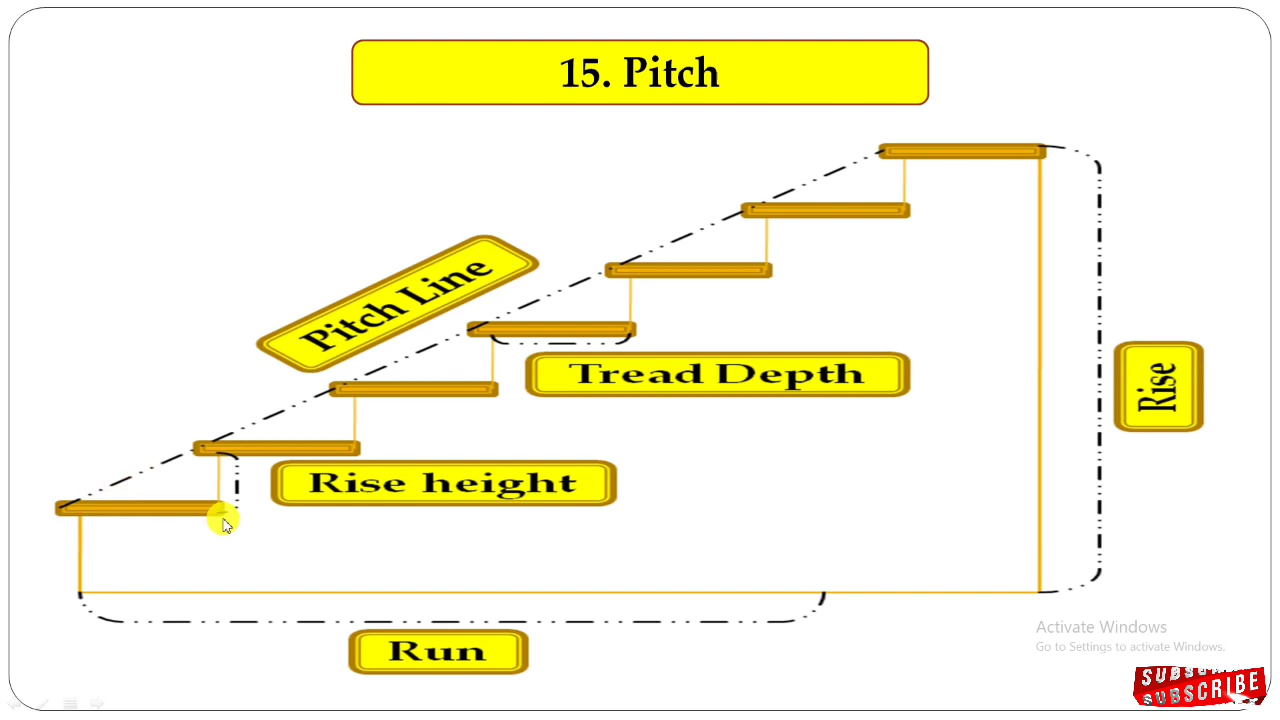 15. Pitch
Pitch Line
Tread Depth
Rise
Rise height
Run
Activate Windows
Go to Settings to activate Windows.
SUBSCRIBE